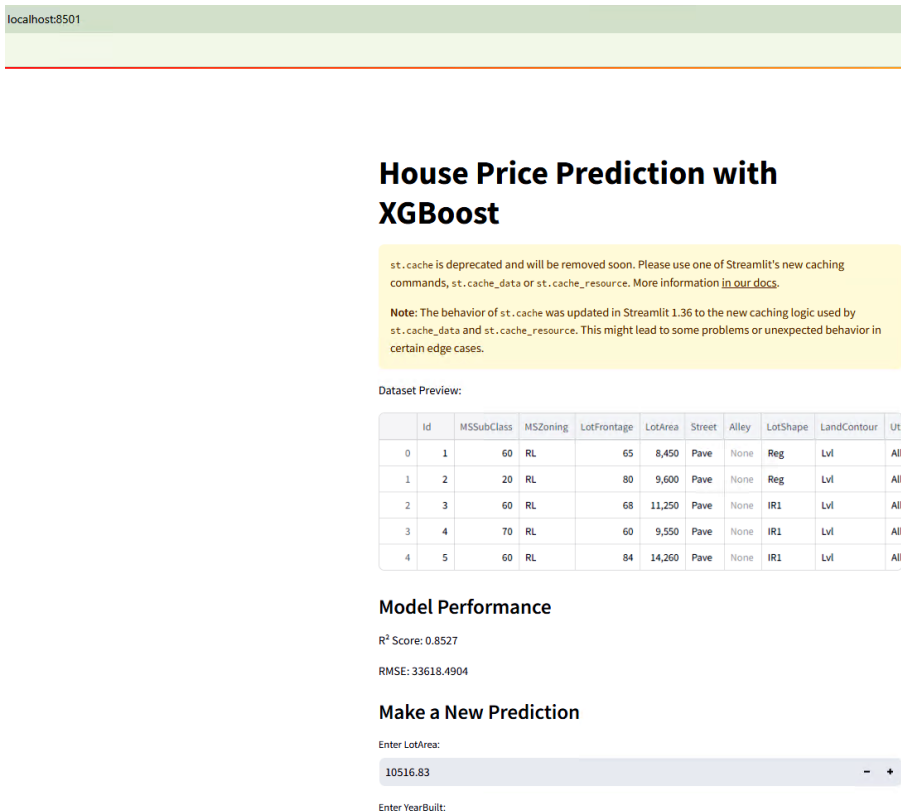 localhost:8501
House Price Prediction with
XGBoost
st.cache is deprecated and will be removed soon. Please use one of Streamlit's new caching
commands, st.cache_data or st.cache_resource. More information in our docs.
Note: The behavior of st.cache was updated in Streamlit 1.36 to the new caching logic used by
st.cache_data and st.cache_resource. This might lead to some problems or unexpected behavior in
certain edge cases.
Dataset Preview:
Id MSSubClass MSZoning LotFrontage LotArea Street Alley LotShape LandContour Ut
0 1 60 RL 65 8,450 Pave None Reg Lvl All
1 2 20 RL 80 9,600 Pave None Reg Lvl All
2 3 60 RL 68 11,250 Pave None IR1 Lvl All
3 4 70 RL 60 9,550 Pave None IR1 Lvl All
4 5 60 RL 84 14,260 Pave None IR1 Lvl All
Model Performance
R² Score: 0.8527
RMSE: 33618.4904
Make a New Prediction
Enter LotArea:
10516.83 − +
Enter YearBuilt: